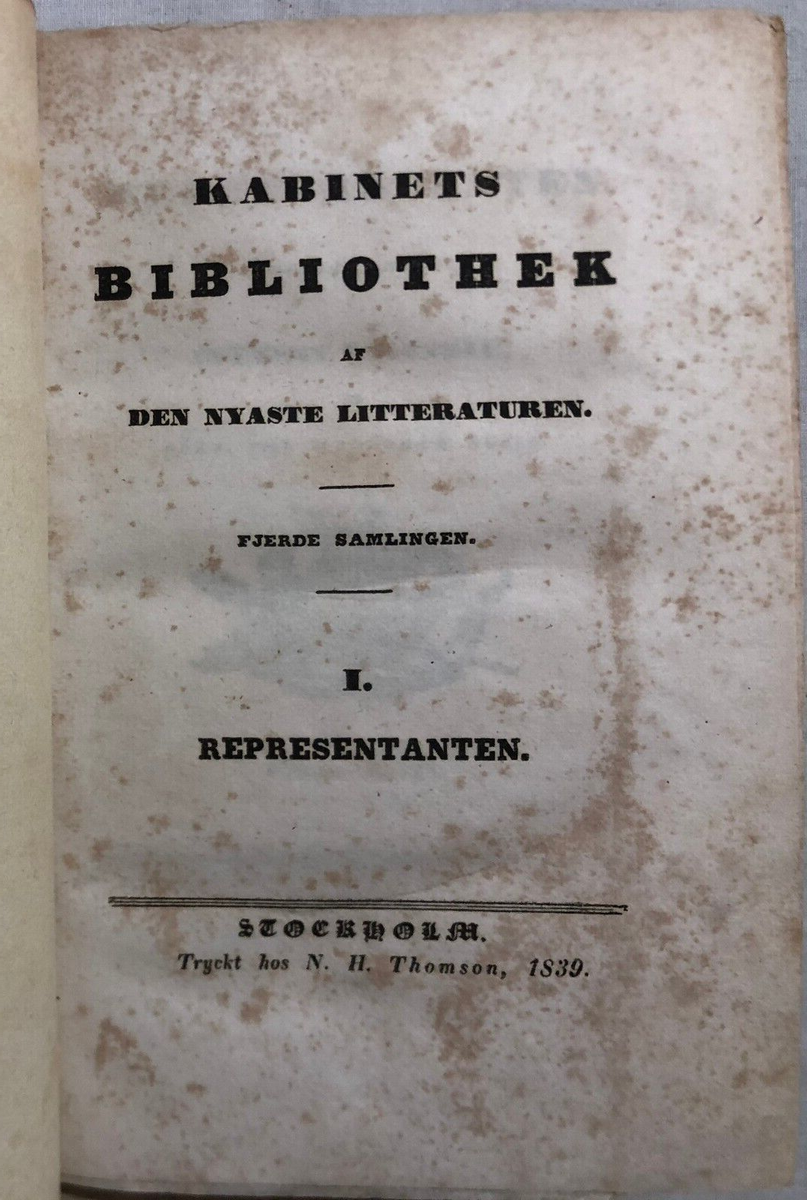 KABINETS
BIBLIOTHEK
AF
DEN NYASTE LITTERATUREN.
FJERDE SAMLINGEN.
I.
REPRESENTANTEN.
STOCKHOLM.
Tryckt hos N. H. Thomson, 1839.